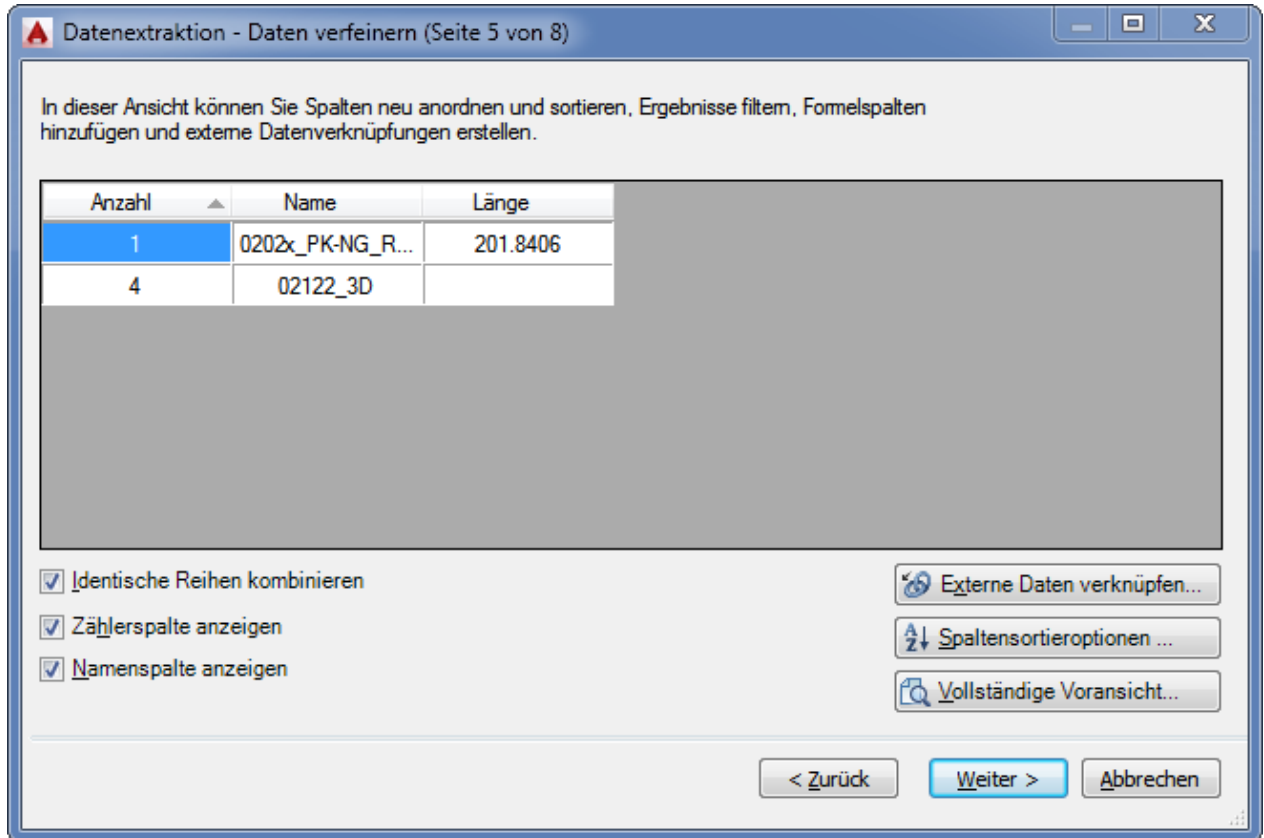 Datenextraktion - Daten verfeinern (Seite 5 von 8)
In dieser Ansicht können Sie Spalten neu anordnen und sortieren, Ergebnisse filtern, Formelspalten
hinzufügen und externe Datenverknüpfungen erstellen.
Anzahl Name Länge
1 0202x_PK-NG_R... 201.8406
4 02122_3D
Identische Reihen kombinieren
Externe Daten verknüpfen...
Zählerspalte anzeigen
Spaltensortieroptionen ...
Namenspalte anzeigen
Vollständige Voransicht...
< Zurück Weiter > Abbrechen